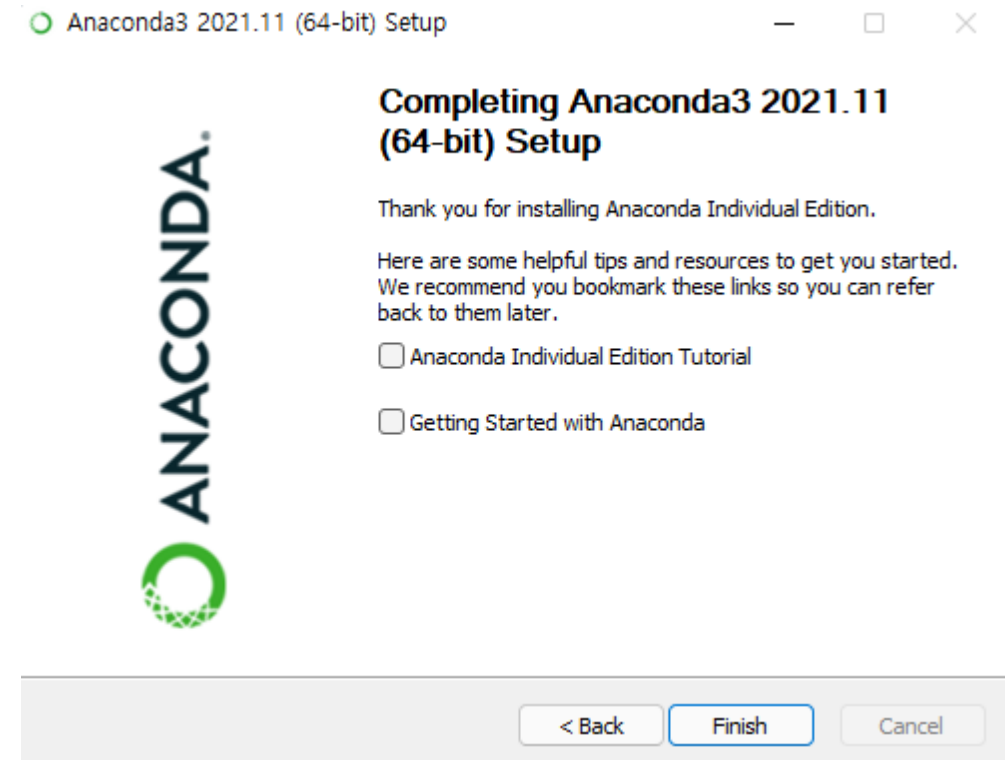 Anaconda3 2021.11 (64-bit) Setup
ANACONDA.
Completing Anaconda3 2021.11
(64-bit) Setup
Thank you for installing Anaconda Individual Edition.
Here are some helpful tips and resources to get you started.
We recommend you bookmark these links so you can refer
back to them later.
Anaconda Individual Edition Tutorial
Getting Started with Anaconda
< Back
Finish
Cancel